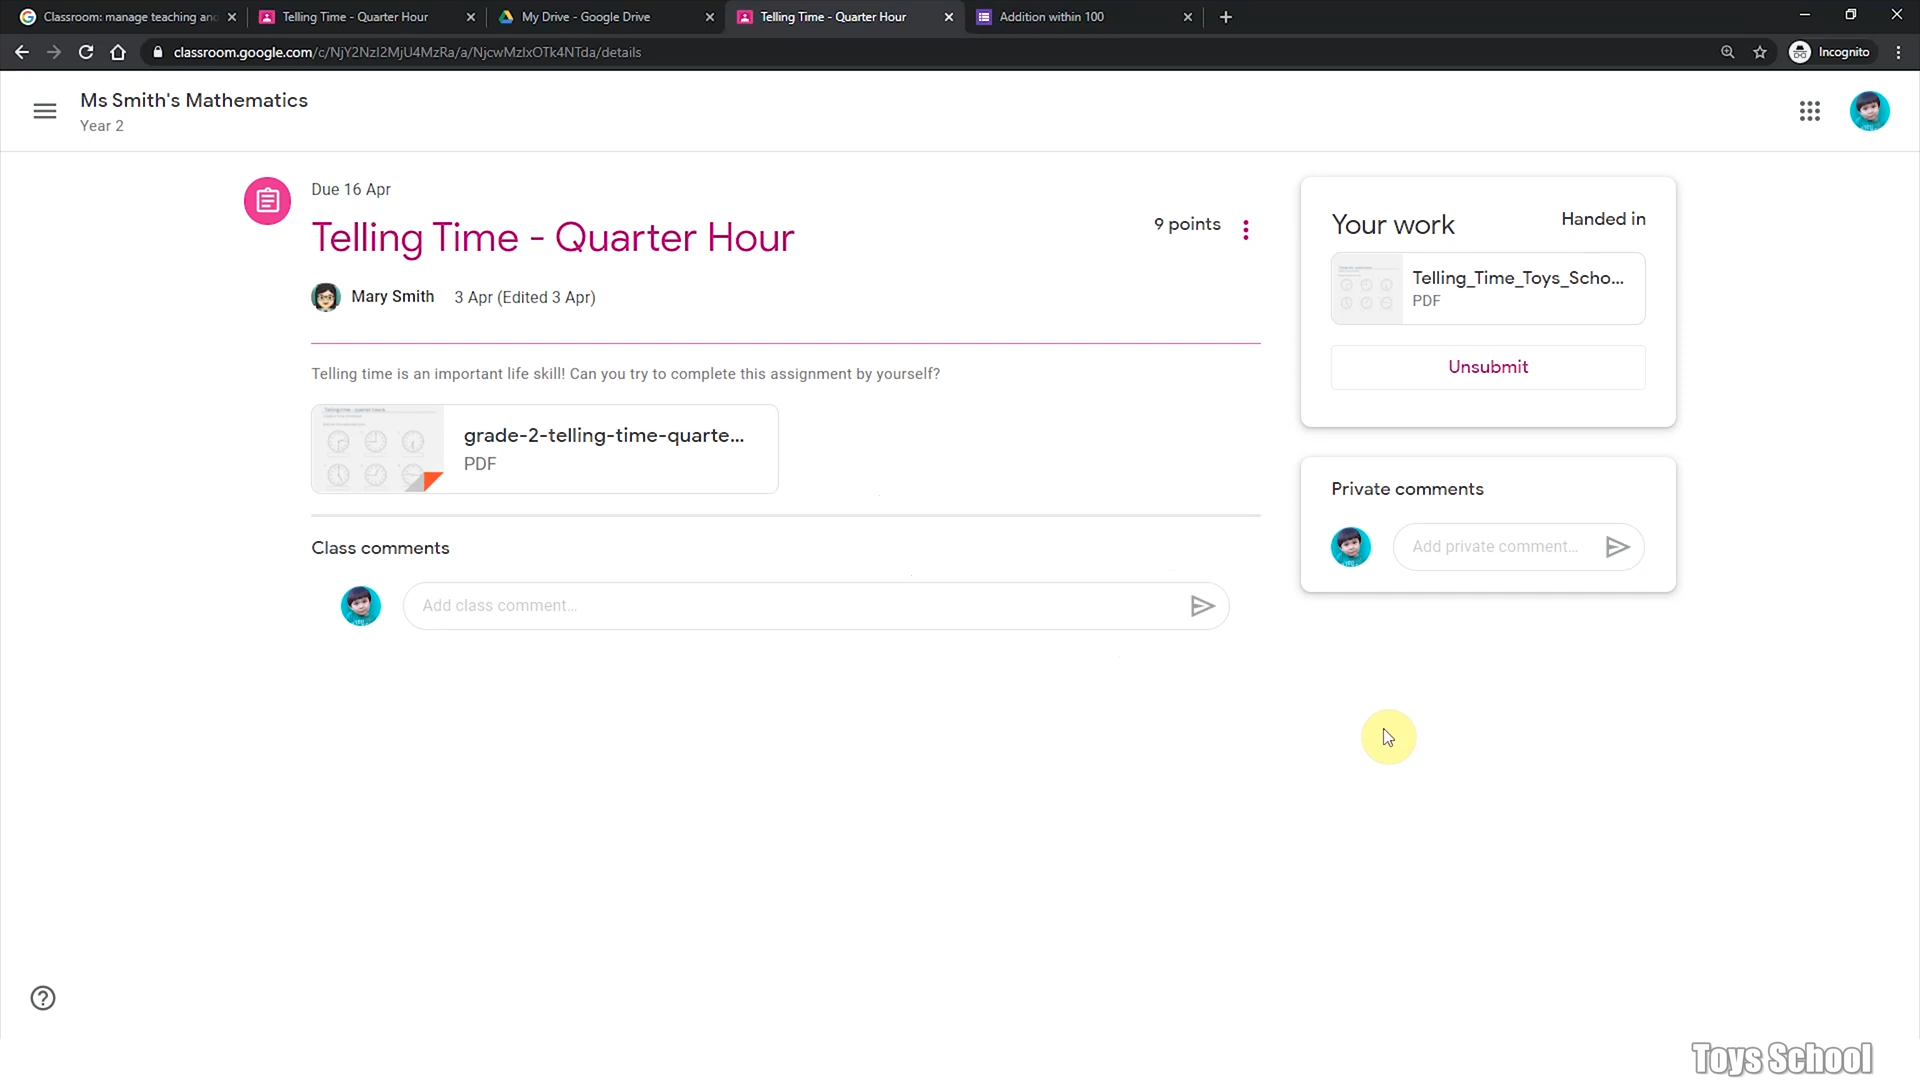 Classroom: manage teaching and
Telling Time - Quarter Hour
My Drive - Google Drive
Telling Time - Quarter Hour
Addition within 100
classroom.google.com/c/NjY2NzI2MjU4MzRa/a/NjcwMzIxOTk4NTda/details
Incognito
Ms Smith's Mathematics
Year 2
Due 16 Apr
Telling Time - Quarter Hour
9 points
Mary Smith 3 Apr (Edited 3 Apr)
Telling time is an important life skill! Can you try to complete this assignment by yourself?
grade-2-telling-time-quarte...
PDF
Class comments
Add class comment...
Your work
Handed in
Telling_Time_Toys_Scho...
PDF
Unsubmit
Private comments
Add private comment...
Toys School